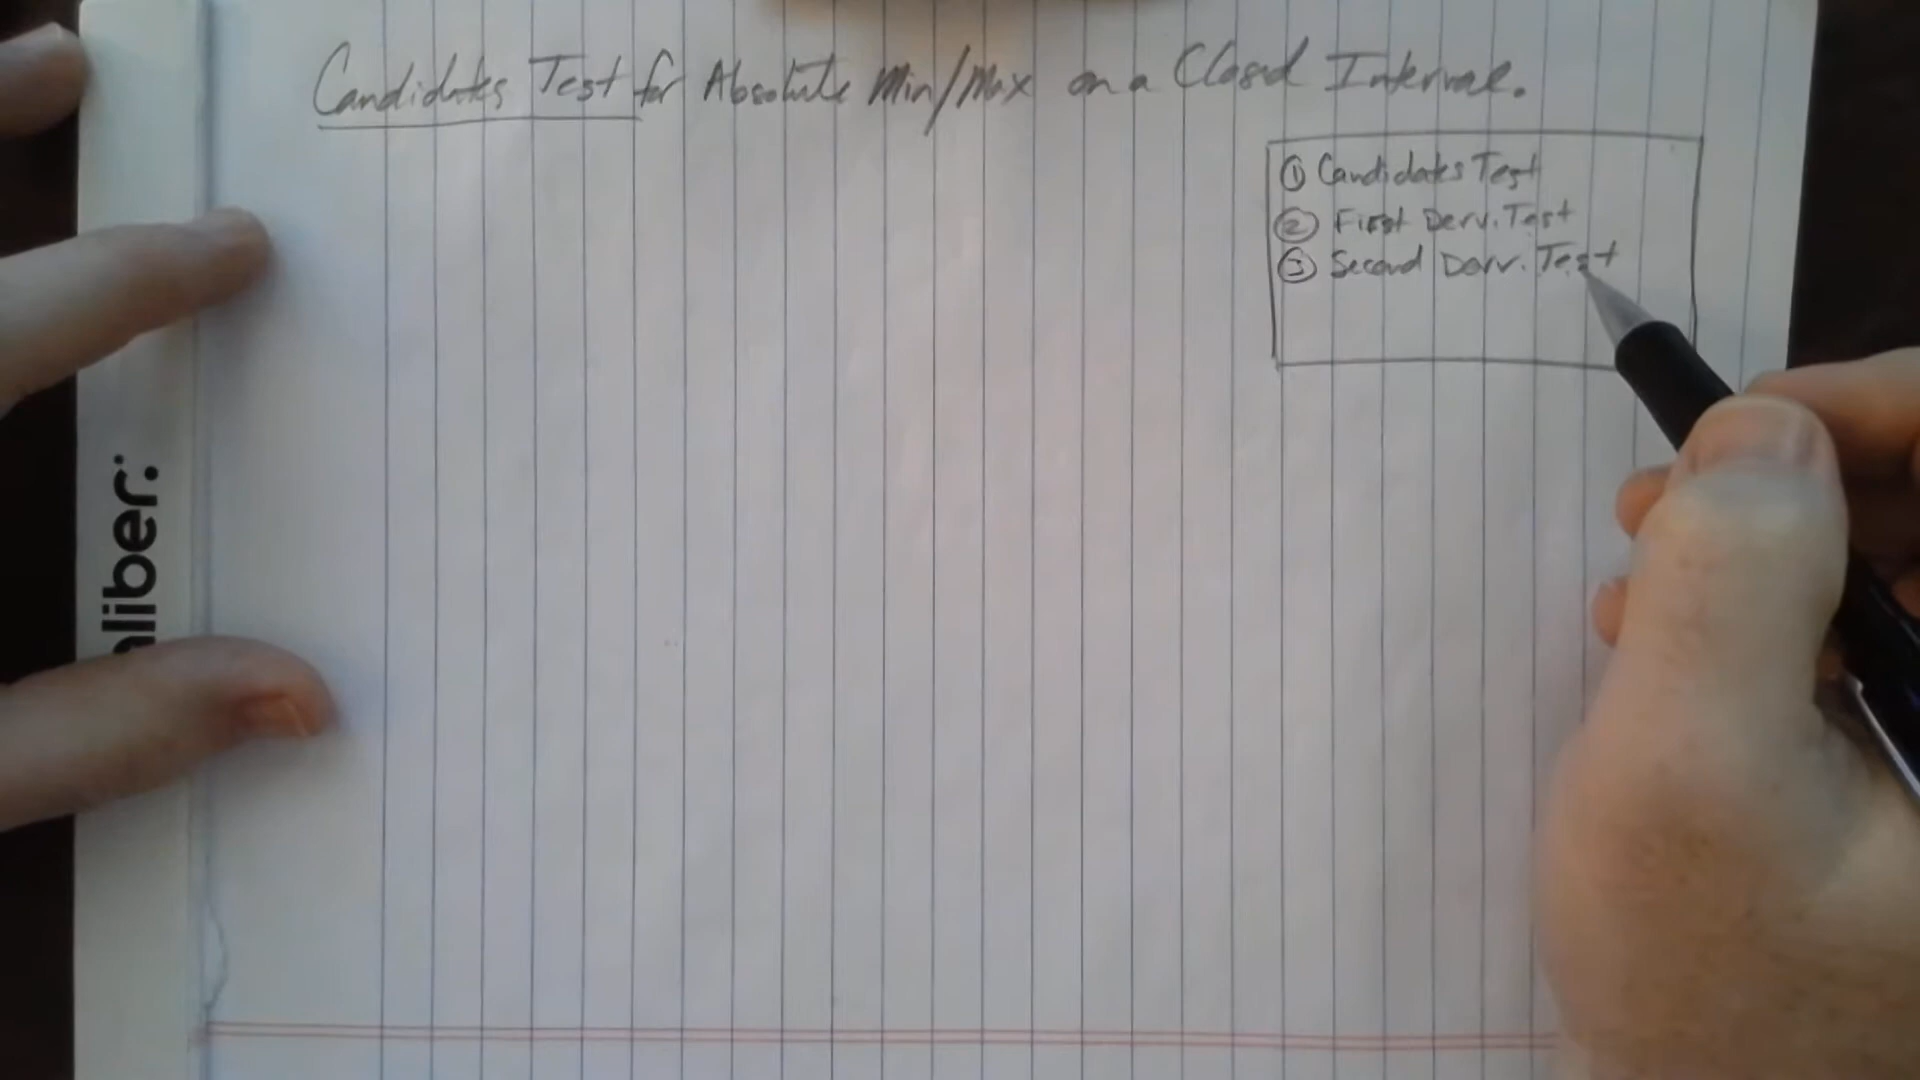 Candidates Test for Absolute Min/Max on a Closed Interval.
① Candidates Test
② First Derv. Test
③ Second Derv. Test
liber: